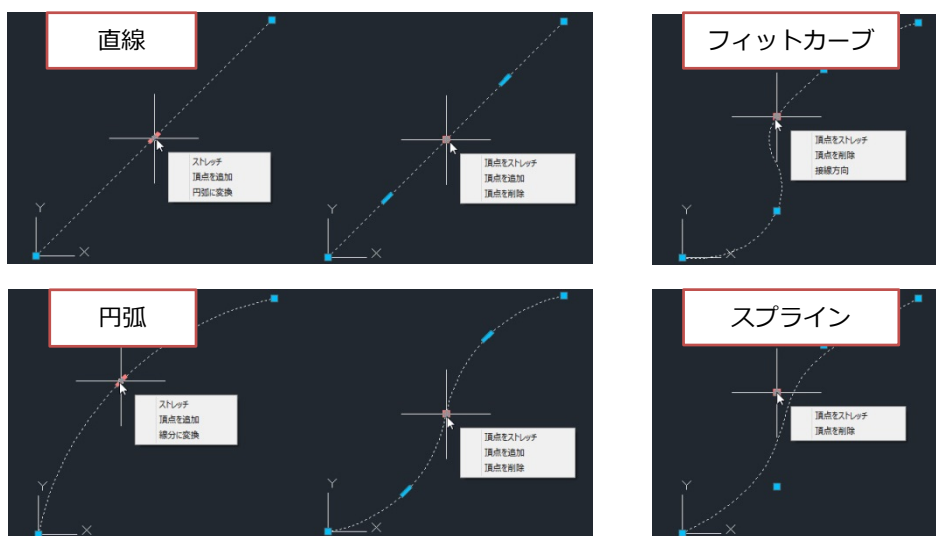 直線
ストレッチ
頂点を追加
円弧に変換
Y
X
頂点をストレッチ
頂点を追加
頂点を削除
Y
X
フィットカーブ
頂点をストレッチ
頂点を削除
接線方向
Y
X
円弧
ストレッチ
頂点を追加
線分に変換
Y
X
頂点をストレッチ
頂点を追加
頂点を削除
Y
X
スプライン
頂点をストレッチ
頂点を削除
Y
X